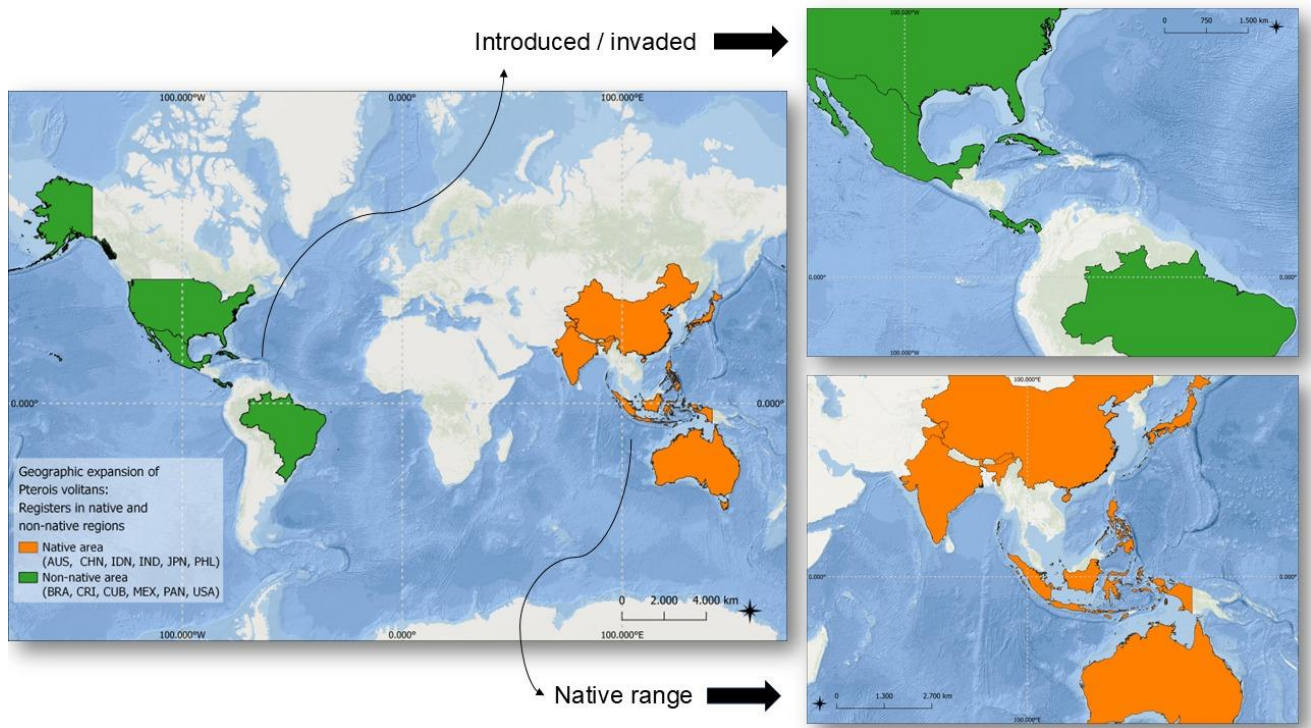 Introduced / invaded
100.000°W
0.000°
100.000°E
0.000°
0.000°
Geographic expansion of
Pterois volitans:
Registers in native and
non-native regions
Native area
(AUS, CHN, IDN, IND, JPN, PHL)
Non-native area
(BRA, CRI, CUB, MEX, PAN, USA)
0 2.000 4.000 km
100.000°W
0.000°
100.000°E
100.000°W
0 750 1.500 km
0.000°
0.000°
100.000°W
100.000°E
0.000°
0.000°
0 1.300 2.700 km
100.000°E
Native range